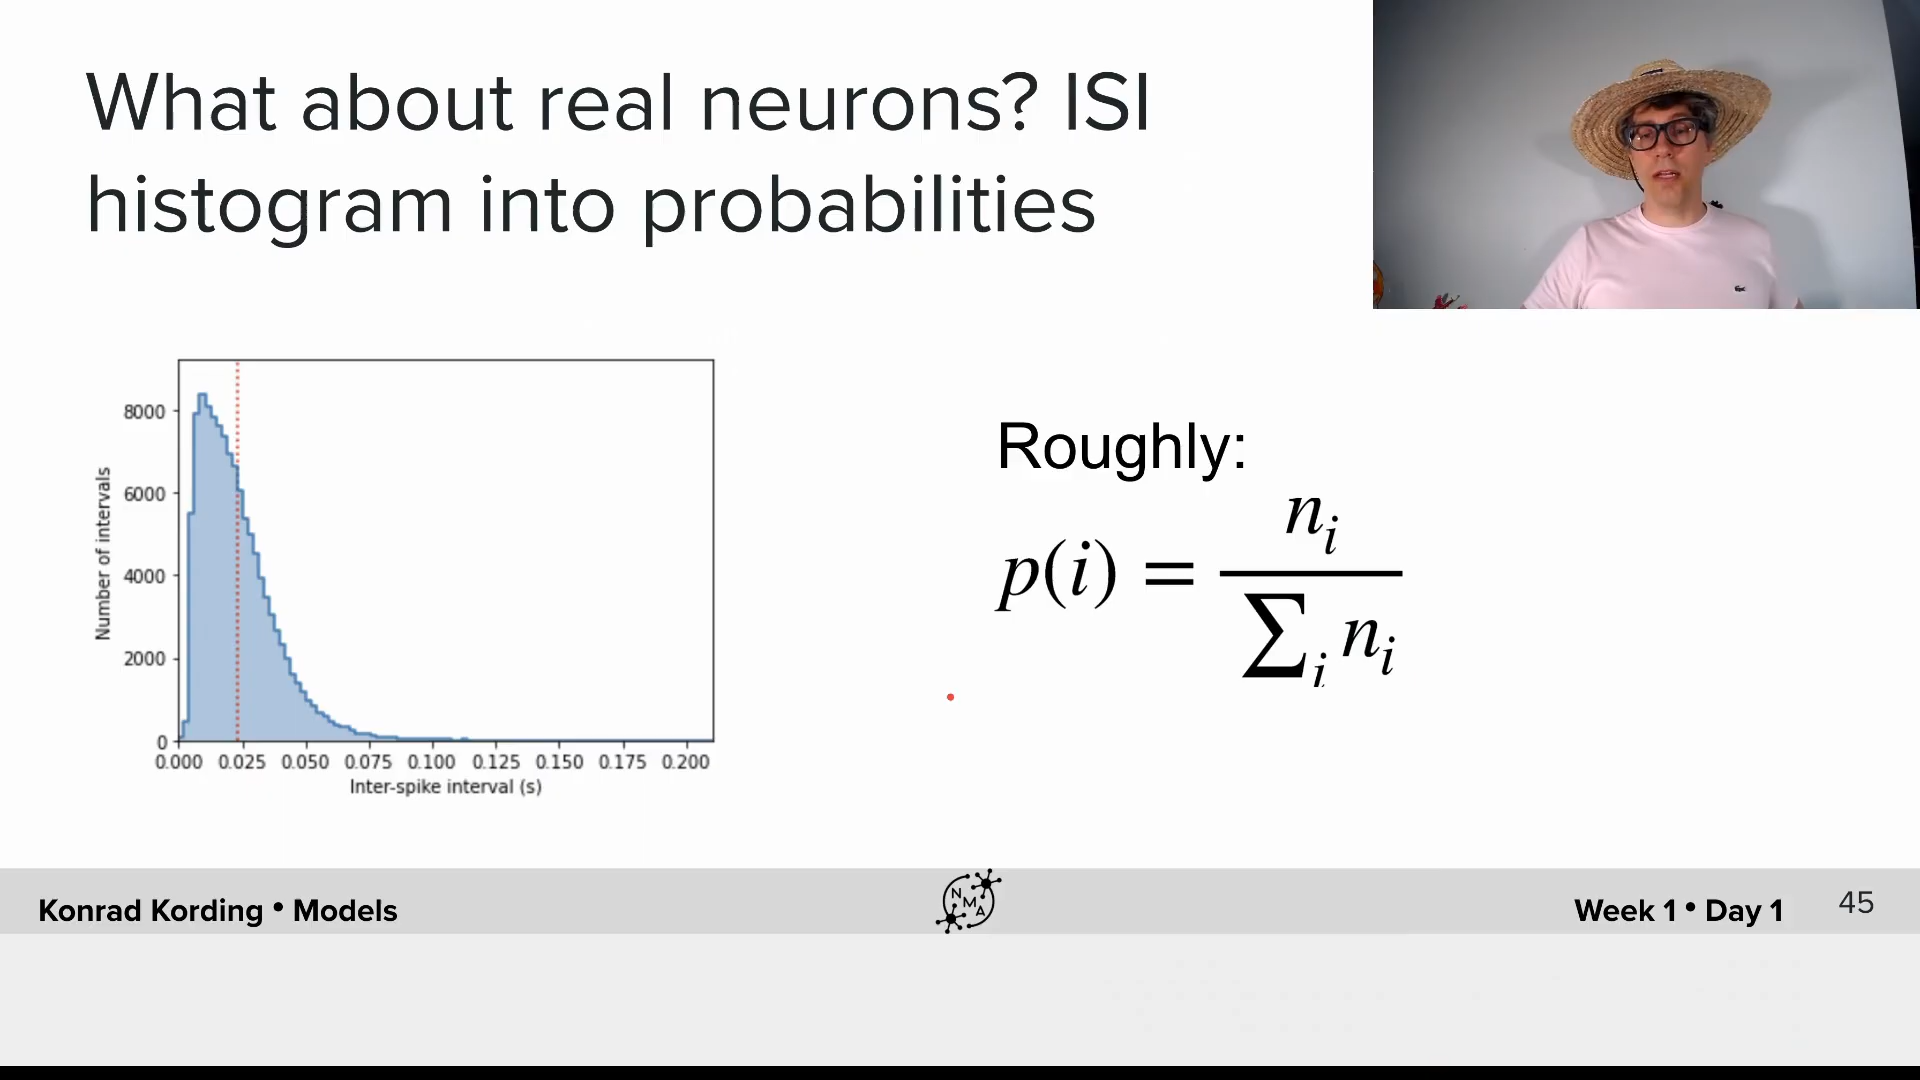 What about real neurons? ISI
histogram into probabilities
Number of intervals
8000
6000
4000
2000
0
0.000 0.025 0.050 0.075 0.100 0.125 0.150 0.175 0.200
Inter-spike interval (s)
Roughly:
p(i) = n_i / ∑_i n_i
Konrad Kording • Models
NMA
Week 1 • Day 1
45